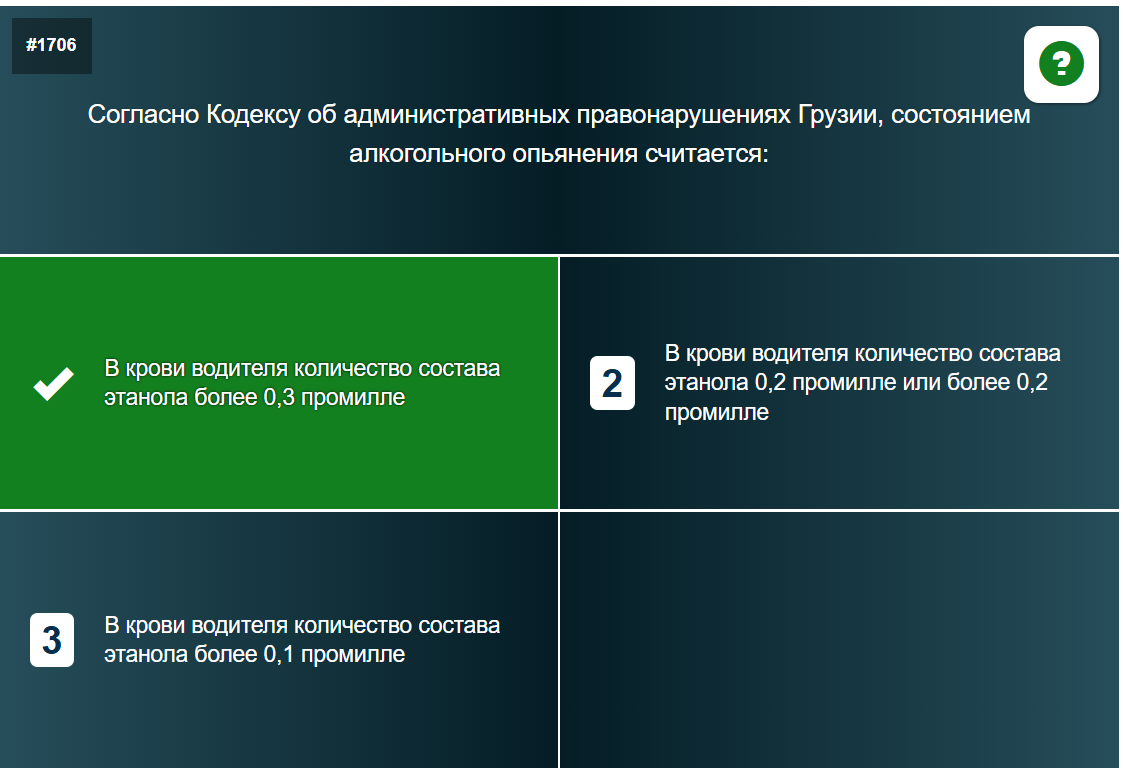 #1706
?
Согласно Кодексу об административных правонарушениях Грузии, состоянием
алкогольного опьянения считается:
В крови водителя количество состава
этанола более 0,3 промилле
2
В крови водителя количество состава
этанола 0,2 промилле или более 0,2
промилле
3
В крови водителя количество состава
этанола более 0,1 промилле